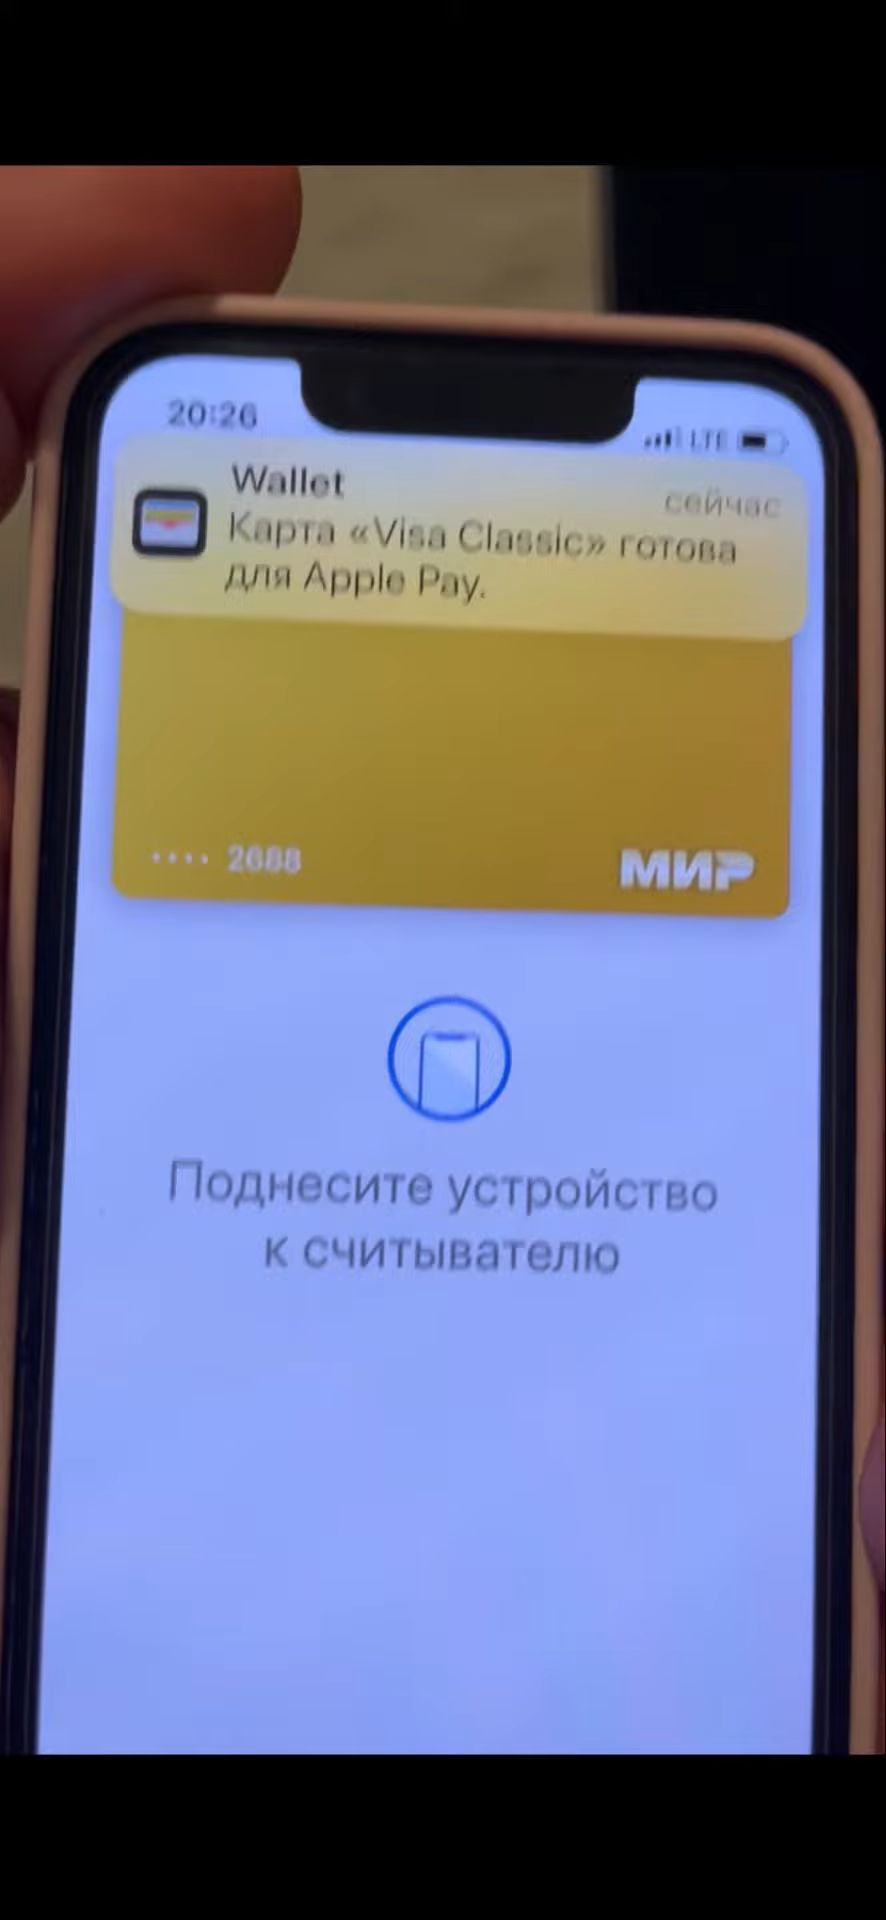 20:26
LTE
Wallet
сейчас
Карта «Visa Classic» готова
для Apple Pay.
•••• 2688
МИР
Поднесите устройство
к считывателю